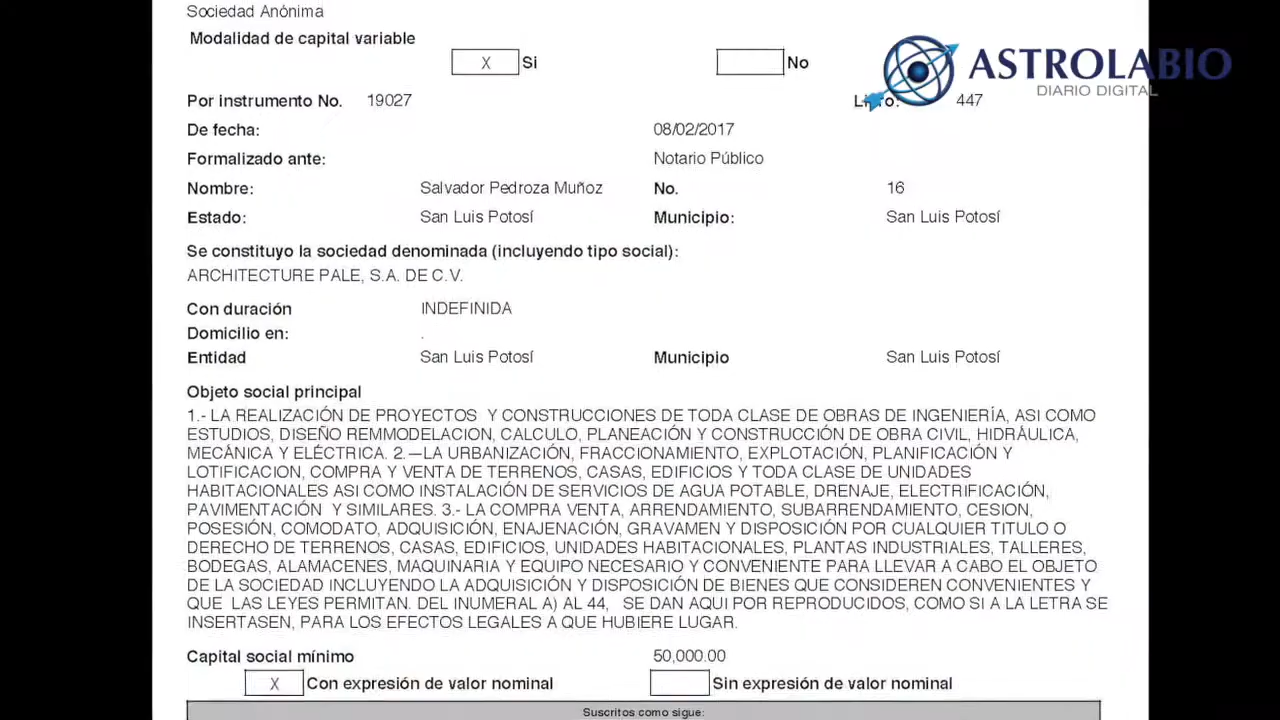 Sociedad Anónima
Modalidad de capital variable
X Si No
ASTROLABIO
DIARIO DIGITAL
Por instrumento No. 19027 Libro: 447
De fecha: 08/02/2017
Formalizado ante: Notario Público
Nombre: Salvador Pedroza Muñoz No. 16
Estado: San Luis Potosí Municipio: San Luis Potosí
Se constituyo la sociedad denominada (incluyendo tipo social):
ARCHITECTURE PALE, S.A. DE C.V.
Con duración INDEFINIDA
Domicilio en: .
Entidad San Luis Potosí Municipio San Luis Potosí
Objeto social principal
1.- LA REALIZACIÓN DE PROYECTOS Y CONSTRUCCIONES DE TODA CLASE DE OBRAS DE INGENIERÍA, ASI COMO
ESTUDIOS, DISEÑO REMMODELACION, CALCULO, PLANEACIÓN Y CONSTRUCCIÓN DE OBRA CIVIL, HIDRÁULICA,
MECÁNICA Y ELÉCTRICA. 2.—LA URBANIZACIÓN, FRACCIONAMIENTO, EXPLOTACIÓN, PLANIFICACIÓN Y
LOTIFICACION, COMPRA Y VENTA DE TERRENOS, CASAS, EDIFICIOS Y TODA CLASE DE UNIDADES
HABITACIONALES ASI COMO INSTALACIÓN DE SERVICIOS DE AGUA POTABLE, DRENAJE, ELECTRIFICACIÓN,
PAVIMENTACIÓN Y SIMILARES. 3.- LA COMPRA VENTA, ARRENDAMIENTO, SUBARRENDAMIENTO, CESION,
POSESIÓN, COMODATO, ADQUISICIÓN, ENAJENACIÓN, GRAVAMEN Y DISPOSICIÓN POR CUALQUIER TITULO O
DERECHO DE TERRENOS, CASAS, EDIFICIOS, UNIDADES HABITACIONALES, PLANTAS INDUSTRIALES, TALLERES,
BODEGAS, ALAMACENES, MAQUINARIA Y EQUIPO NECESARIO Y CONVENIENTE PARA LLEVAR A CABO EL OBJETO
DE LA SOCIEDAD INCLUYENDO LA ADQUISICIÓN Y DISPOSICIÓN DE BIENES QUE CONSIDEREN CONVENIENTES Y
QUE LAS LEYES PERMITAN. DEL INUMERAL A) AL 44, SE DAN AQUI POR REPRODUCIDOS, COMO SI A LA LETRA SE
INSERTASEN, PARA LOS EFECTOS LEGALES A QUE HUBIERE LUGAR.
Capital social mínimo 50,000.00
X Con expresión de valor nominal Sin expresión de valor nominal
Suscritos como sigue: